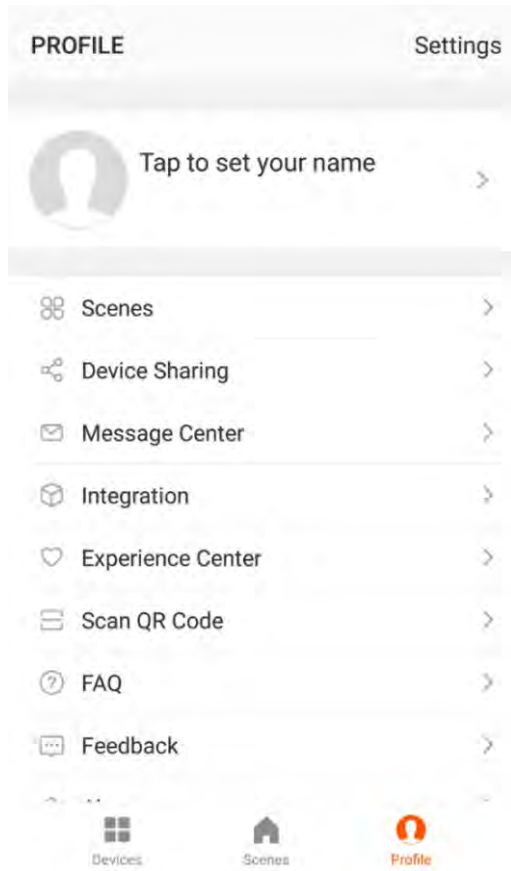 PROFILE Settings
Tap to set your name
Scenes
Device Sharing
Message Center
Integration
Experience Center
Scan QR Code
FAQ
Feedback
Devices Scenes Profile